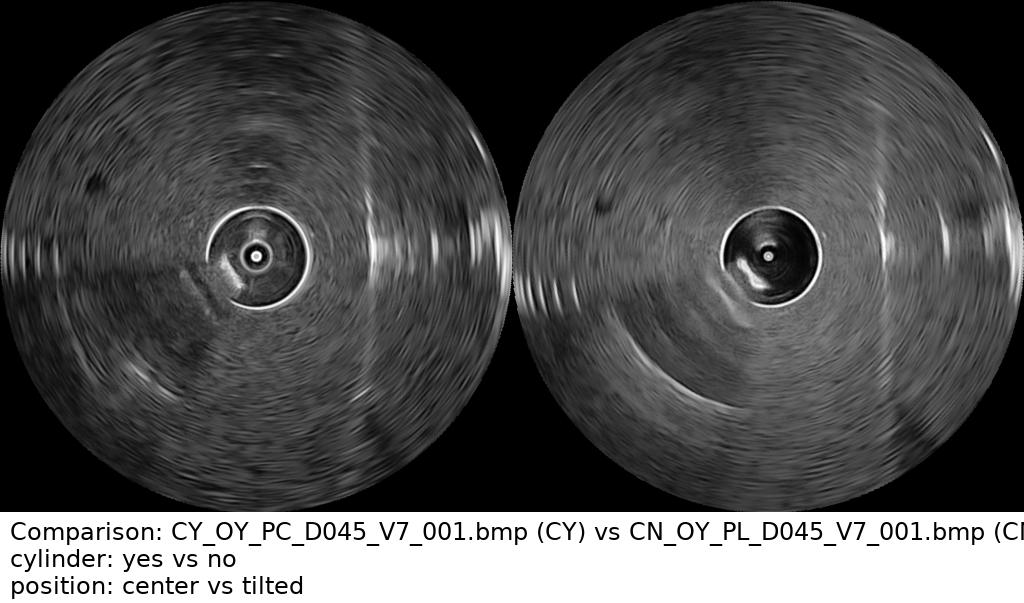 Comparison: CY_OY_PC_D045_V7_001.bmp (CY) vs CN_OY_PL_D045_V7_001.bmp
cylinder: yes vs no
position: center vs tilted